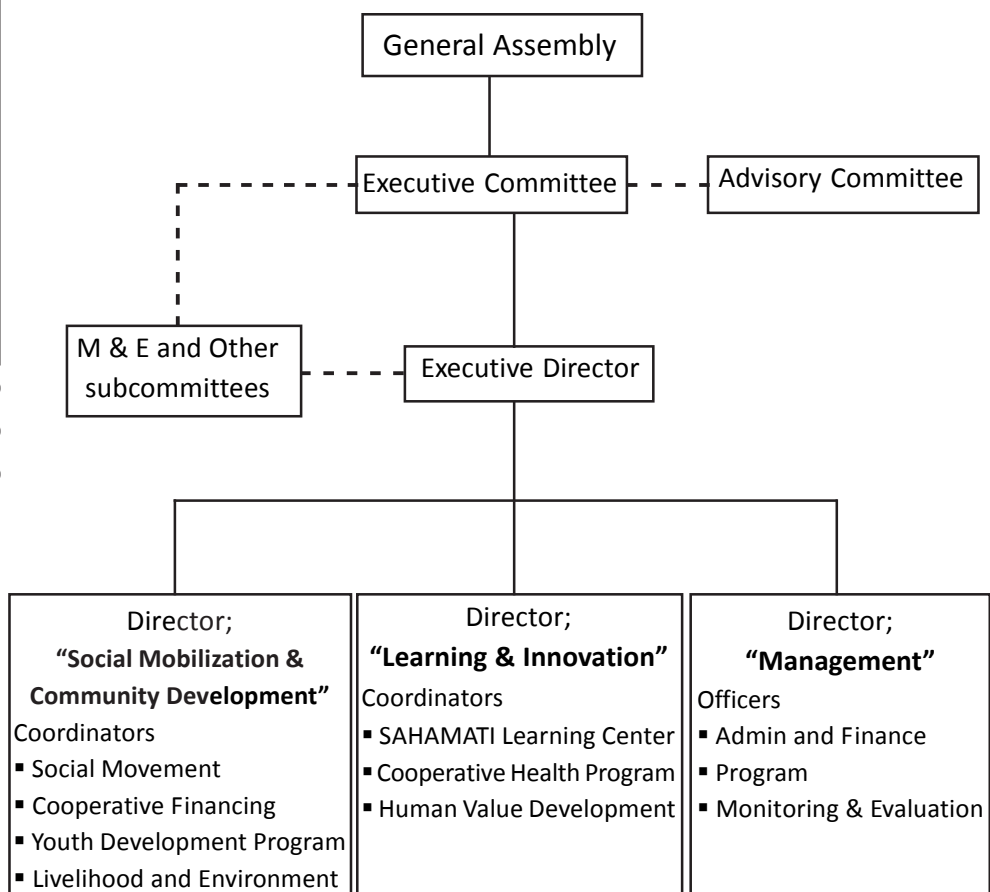 General Assembly
Executive Committee
Advisory Committee
M & E and Other
subcommittees
Executive Director
Director;
“Social Mobilization &
Community Development”
Coordinators
▪ Social Movement
▪ Cooperative Financing
▪ Youth Development Program
▪ Livelihood and Environment
Director;
“Learning & Innovation”
Coordinators
▪ SAHAMATI Learning Center
▪ Cooperative Health Program
▪ Human Value Development
Director;
“Management”
Officers
▪ Admin and Finance
▪ Program
▪ Monitoring & Evaluation